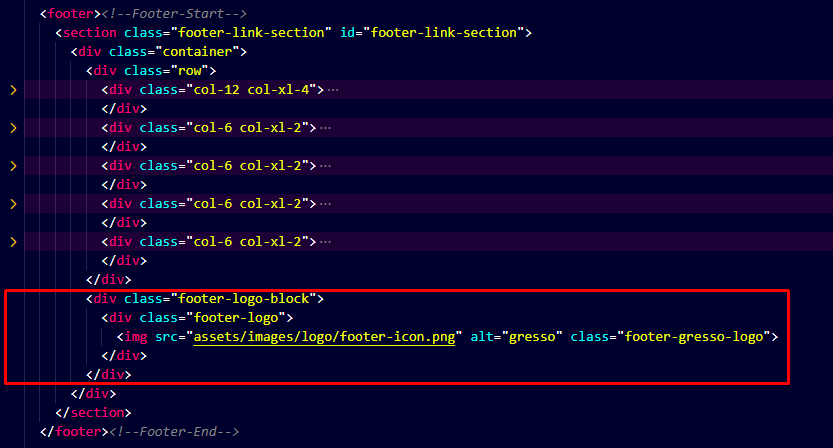 <footer><!--Footer-Start-->
<section class="footer-link-section" id="footer-link-section">
<div class="container">
<div class="row">
<div class="col-12 col-xl-4">…
</div>
<div class="col-6 col-xl-2">…
</div>
<div class="col-6 col-xl-2">…
</div>
<div class="col-6 col-xl-2">…
</div>
<div class="col-6 col-xl-2">…
</div>
</div>
<div class="footer-logo-block">
<div class="footer-logo">
<img src="assets/images/logo/footer-icon.png" alt="gresso" class="footer-gresso-logo">
</div>
</div>
</div>
</section>
</footer><!--Footer-End-->